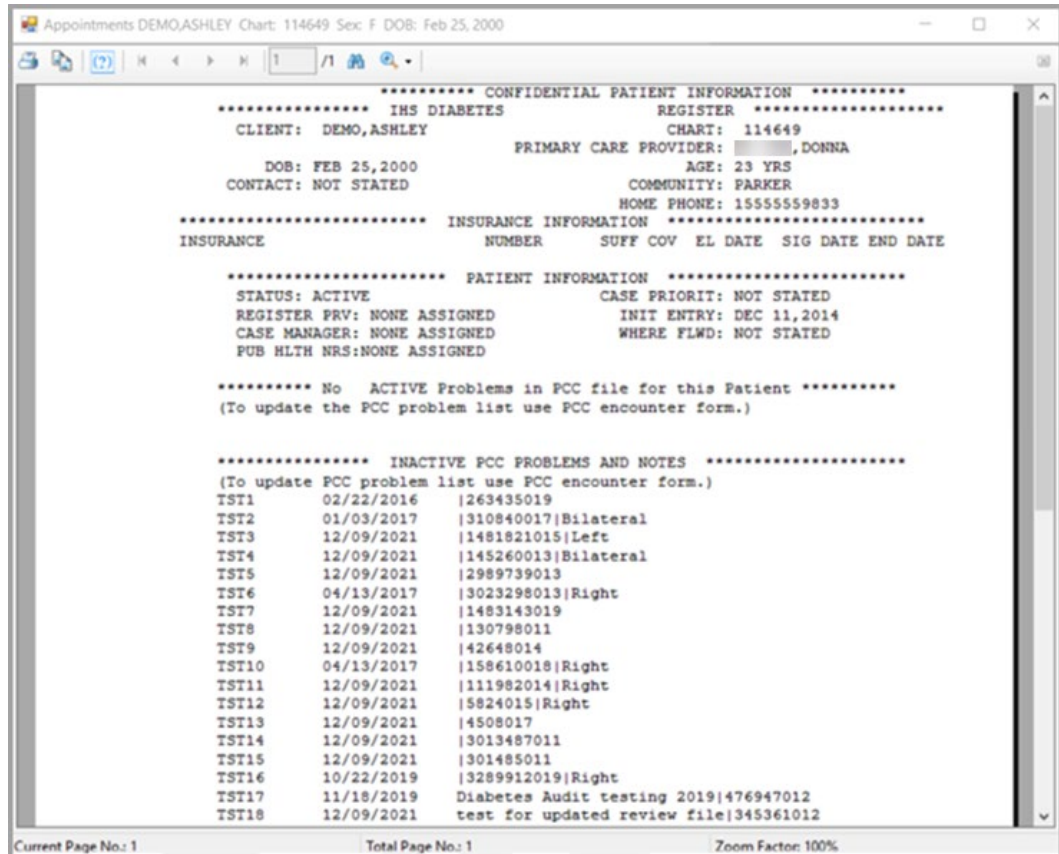 Appointments DEMO,ASHLEY Chart: 114649 Sex: F DOB: Feb 25, 2000
(?) 1 /1
********** CONFIDENTIAL PATIENT INFORMATION **********
**************** IHS DIABETES REGISTER ********************
CLIENT: DEMO,ASHLEY CHART: 114649
PRIMARY CARE PROVIDER: ,DONNA
DOB: FEB 25,2000 AGE: 23 YRS
CONTACT: NOT STATED COMMUNITY: PARKER
HOME PHONE: 15555559833
************************** INSURANCE INFORMATION ***************************
INSURANCE NUMBER SUFF COV EL DATE SIG DATE END DATE
*********************** PATIENT INFORMATION *************************
STATUS: ACTIVE CASE PRIORIT: NOT STATED
REGISTER PRV: NONE ASSIGNED INIT ENTRY: DEC 11,2014
CASE MANAGER: NONE ASSIGNED WHERE FLWD: NOT STATED
PUB HLTH NRS:NONE ASSIGNED
********** No ACTIVE Problems in PCC file for this Patient **********
(To update the PCC problem list use PCC encounter form.)
**************** INACTIVE PCC PROBLEMS AND NOTES *********************
(To update PCC problem list use PCC encounter form.)
TST1 02/22/2016 |263435019
TST2 01/03/2017 |310840017|Bilateral
TST3 12/09/2021 |1481821015|Left
TST4 12/09/2021 |145260013|Bilateral
TST5 12/09/2021 |2989739013
TST6 04/13/2017 |3023298013|Right
TST7 12/09/2021 |1483143019
TST8 12/09/2021 |130798011
TST9 12/09/2021 |42648014
TST10 04/13/2017 |158610018|Right
TST11 12/09/2021 |111982014|Right
TST12 12/09/2021 |5824015|Right
TST13 12/09/2021 |4508017
TST14 12/09/2021 |3013487011
TST15 12/09/2021 |301485011
TST16 10/22/2019 |3289912019|Right
TST17 11/18/2019 Diabetes Audit testing 2019|476947012
TST18 12/09/2021 test for updated review file|345361012
Current Page No.: 1 Total Page No.: 1 Zoom Factor: 100%